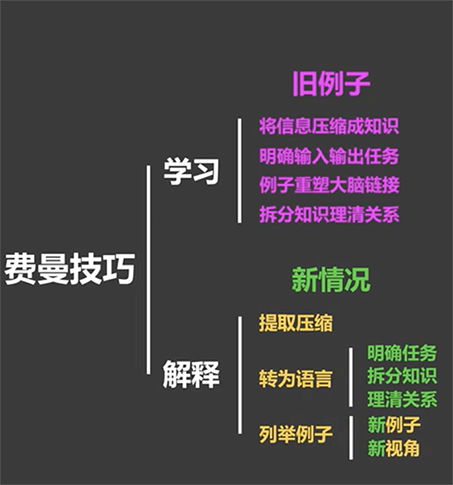 费曼技巧
学习
旧例子
将信息压缩成知识
明确输入输出任务
例子重塑大脑链接
拆分知识理清关系
解释
新情况
提取压缩
转为语言
明确任务
拆分知识
理清关系
列举例子
新例子
新视角